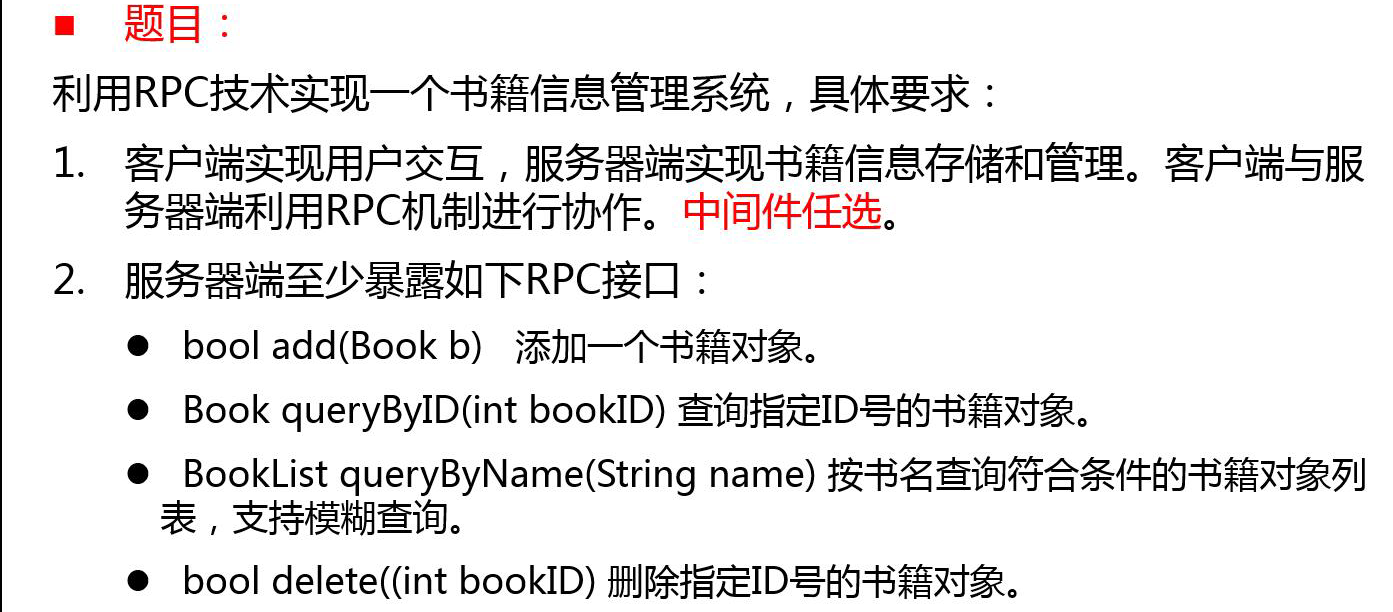 ■ 题目：
利用RPC技术实现一个书籍信息管理系统，具体要求：
1. 客户端实现用户交互，服务器端实现书籍信息存储和管理。客户端与服
务器端利用RPC机制进行协作。中间件任选。
2. 服务器端至少暴露如下RPC接口：
● bool add(Book b) 添加一个书籍对象。
● Book queryByID(int bookID) 查询指定ID号的书籍对象。
● BookList queryByName(String name) 按书名查询符合条件的书籍对象列
表，支持模糊查询。
● bool delete((int bookID) 删除指定ID号的书籍对象。